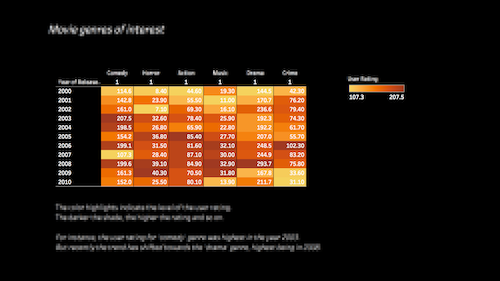 Movie genres of interest
Comedy Horror Action Music Drama Crime
Year of Release 1 1 1 1 1 1
2000 114.6 8.40 44.60 19.30 144.5 42.30
2001 142.6 23.90 55.50 11.00 170.7 76.20
2002 161.0 7.30 69.30 16.10 236.6 79.40
2003 207.5 32.60 78.40 25.90 192.3 74.30
2004 198.5 26.80 65.90 22.80 192.2 61.70
2005 154.2 36.80 85.40 27.70 207.0 55.70
2006 199.1 31.50 81.60 32.10 248.5 102.30
2007 107.3 28.40 87.10 30.00 244.9 83.20
2008 199.6 39.10 84.90 32.90 293.7 75.80
2009 161.3 40.30 70.50 31.80 167.8 33.60
2010 152.0 25.50 80.10 13.90 211.7 21.10
User Rating
107.3 207.5
The color highlights indicate the level of the user rating.
The darker the shade, the higher the rating and so on.
For instance, the user rating for 'comedy' genre was highest in the year 2003.
But recently the trend has shifted towards the 'drama' genre, highest being in 2008